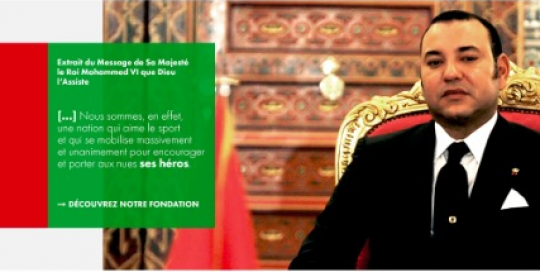 Extrait du Message de Sa Majesté
le Roi Mohammed VI que Dieu
l'Assiste
[...] Nous sommes, en effet,
une nation qui aime le sport
et qui se mobilise massivement
et unanimement pour encourager
et porter aux nues ses héros.
→ DÉCOUVREZ NOTRE FONDATION